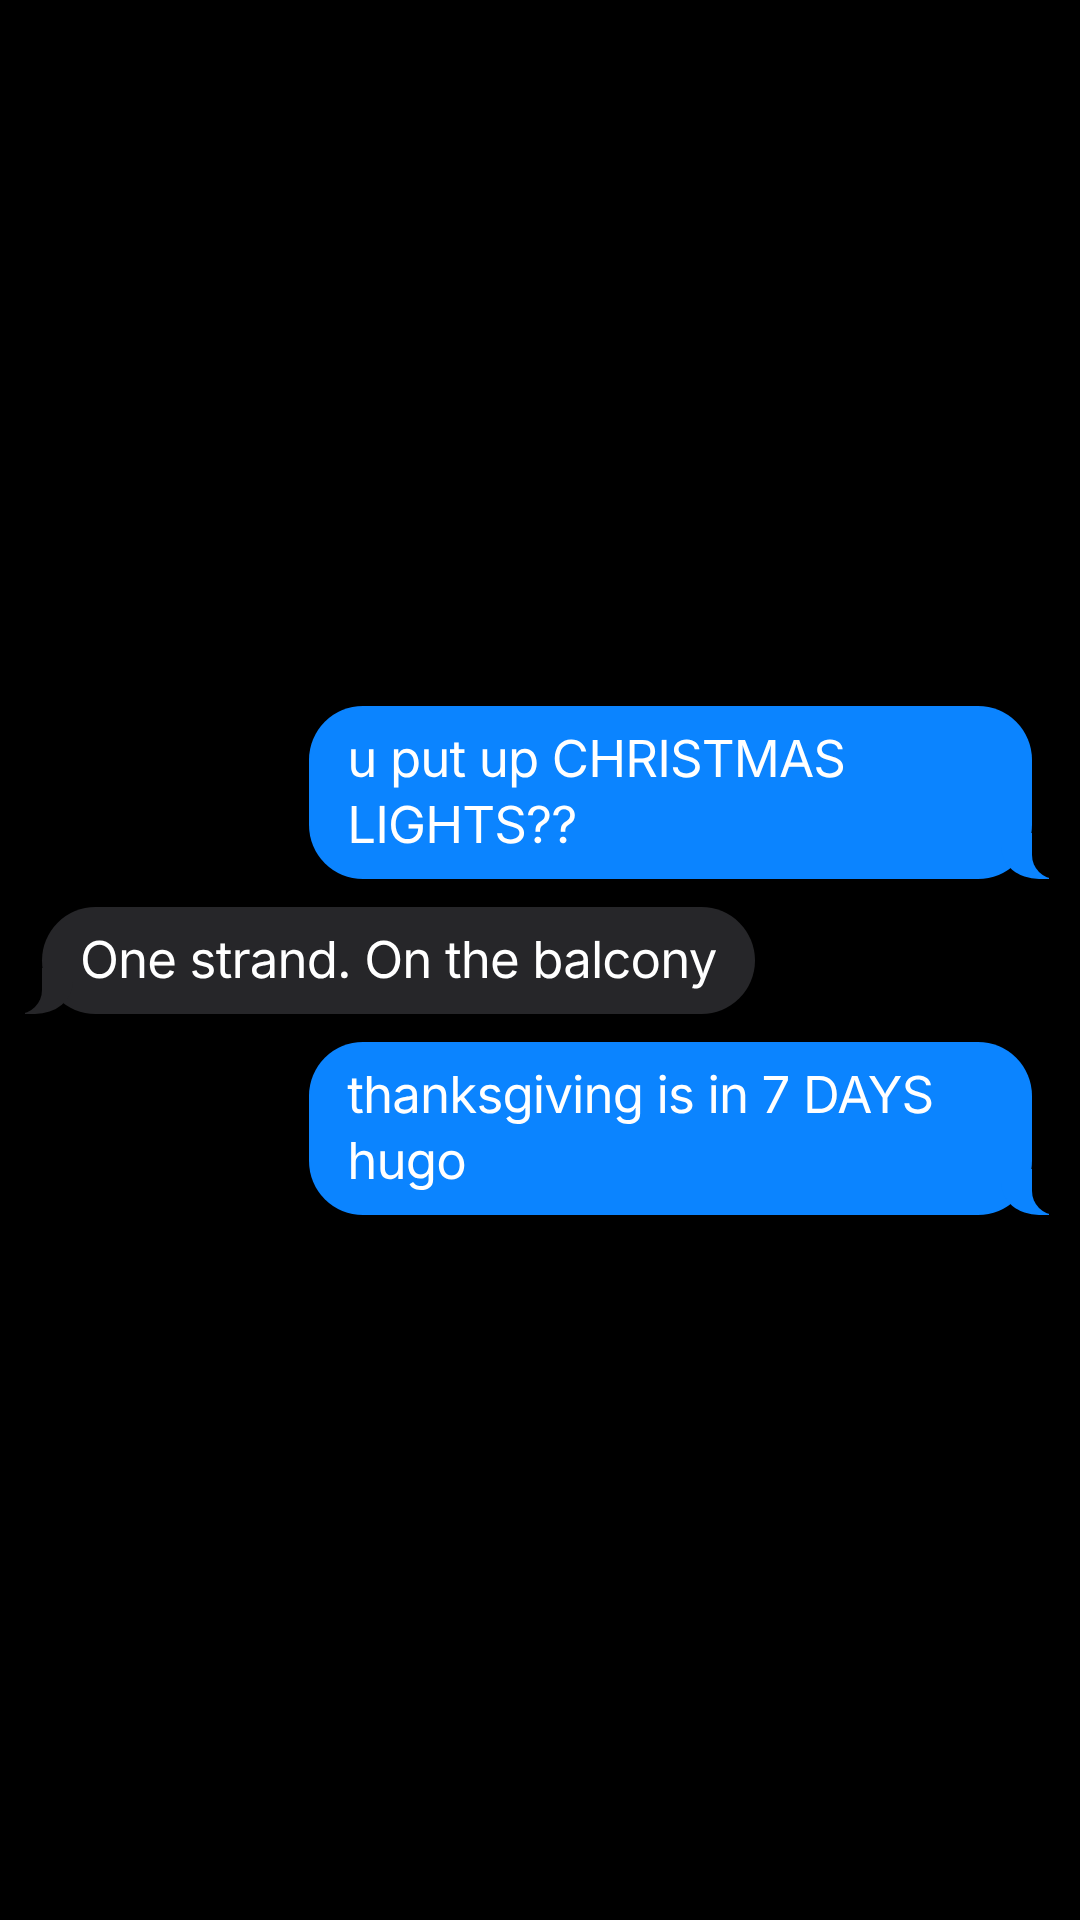 u put up CHRISTMAS
LIGHTS??
One strand. On the balcony
thanksgiving is in 7 DAYS
hugo